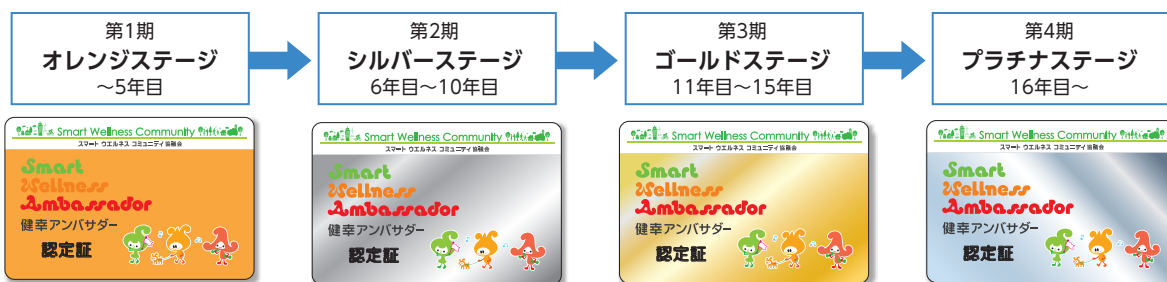 第1期
オレンジステージ
～5年目
第2期
シルバーステージ
6年目～10年目
第3期
ゴールドステージ
11年目～15年目
第4期
プラチナステージ
16年目～
Smart Wellness Community
スマート ウエルネス コミュニティ 協議会
Smart
Wellness
Ambassador
健幸アンバサダー
認定証
Smart Wellness Community
スマート ウエルネス コミュニティ 協議会
Smart
Wellness
Ambassador
健幸アンバサダー
認定証
Smart Wellness Community
スマート ウエルネス コミュニティ 協議会
Smart
Wellness
Ambassador
健幸アンバサダー
認定証
Smart Wellness Community
スマート ウエルネス コミュニティ 協議会
Smart
Wellness
Ambassador
健幸アンバサダー
認定証